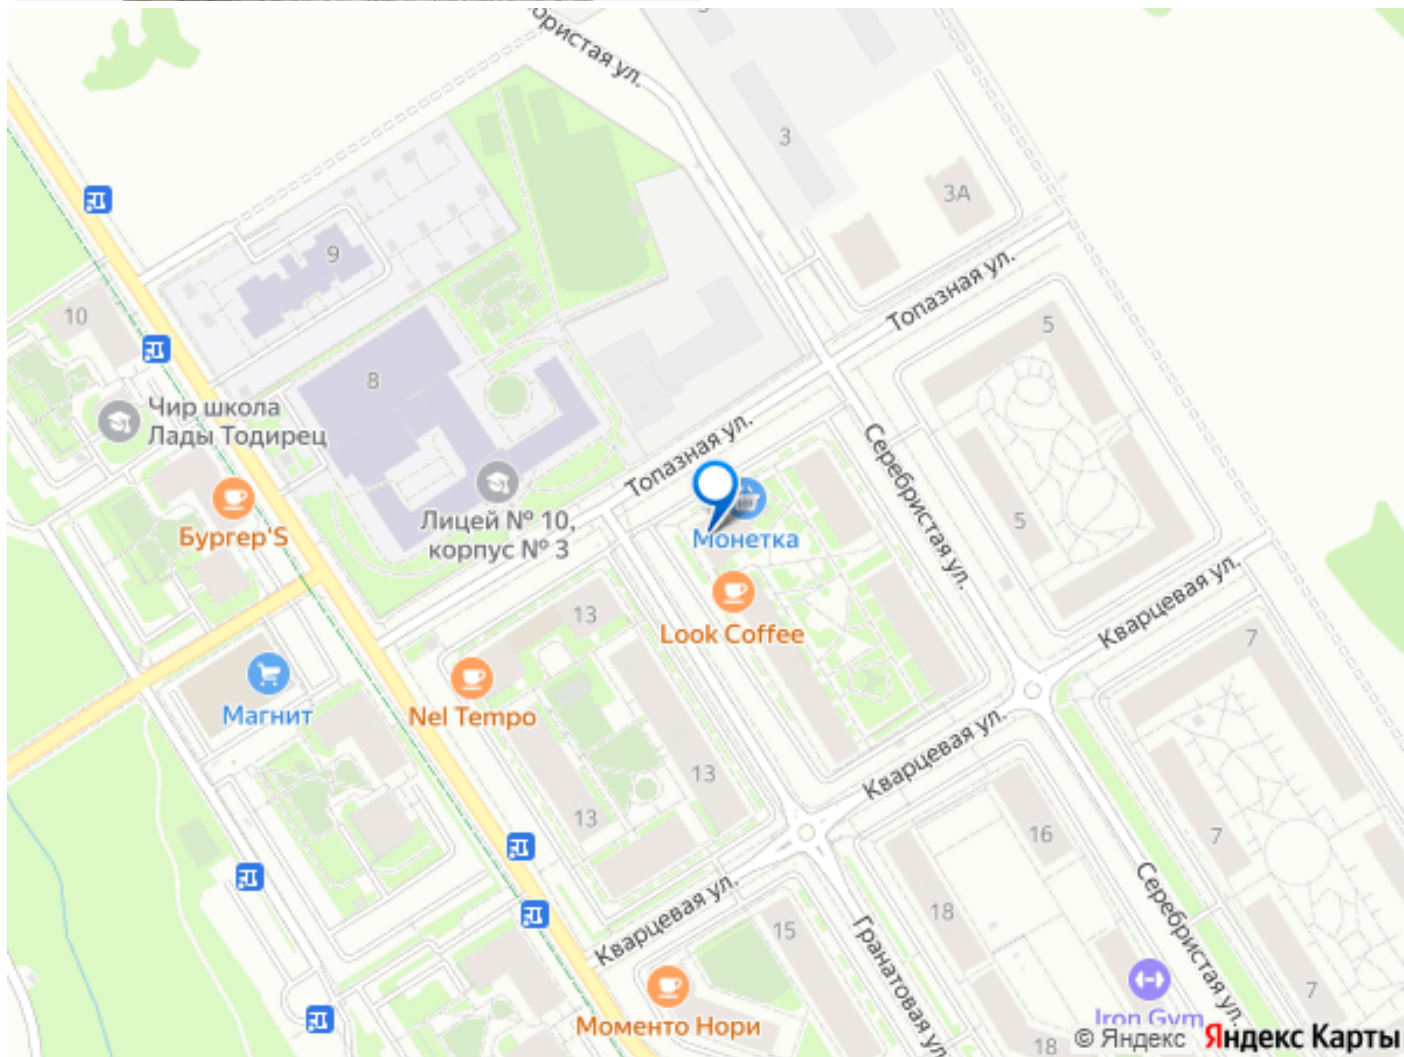 ористая ул.
3
3А
9
Топазная ул.
10
5
8
Чир школа
Лады Тодирец
Топазная ул.
Серебристая ул.
Бургер'S
Лицей № 10,
корпус № 3
5
Монетка
Кварцевая ул.
13
Look Coffee
7
Магнит
Nel Tempo
Кварцевая ул.
13
13
16
7
Серебристая ул.
Кварцевая ул.
18
15
Гранатовая ул.
7
Моменто Нори
Iron Gym
18
© Яндекс Яндекс Карты